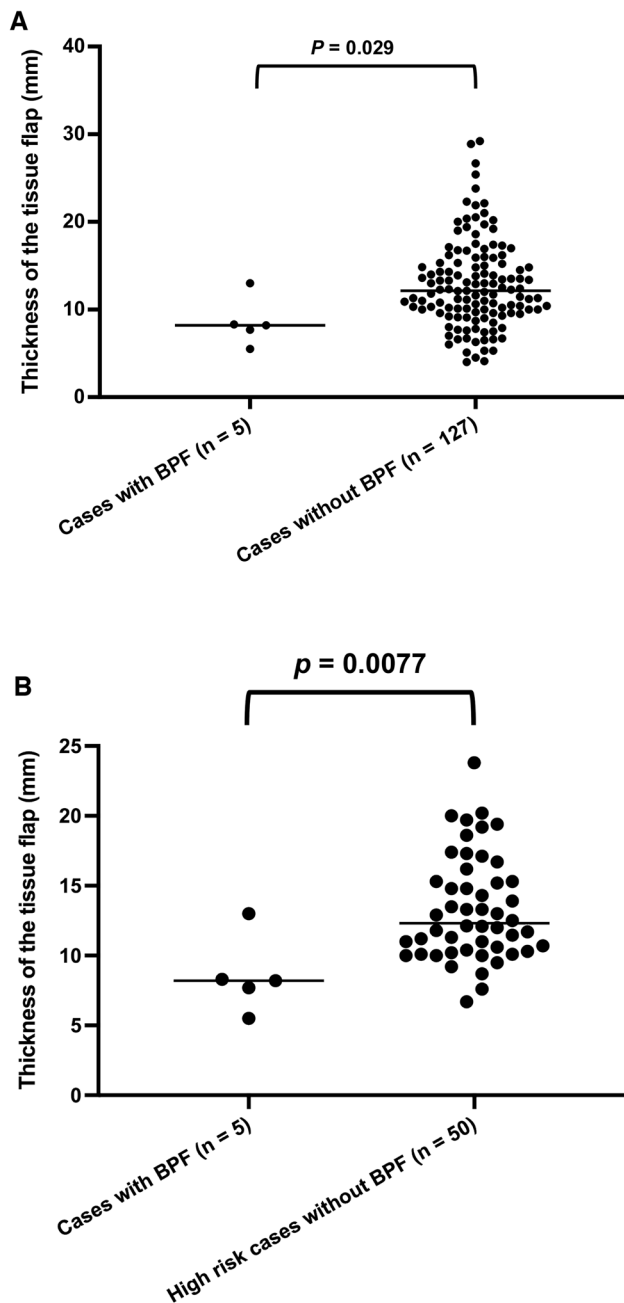 A
P = 0.029
Thickness of the tissue flap (mm)
40
30
20
10
0
Cases with BPF (n = 5)
Cases without BPF (n = 127)
B
p = 0.0077
Thickness of the tissue flap (mm)
25
20
15
10
5
0
Cases with BPF (n = 5)
High risk cases without BPF (n = 50)